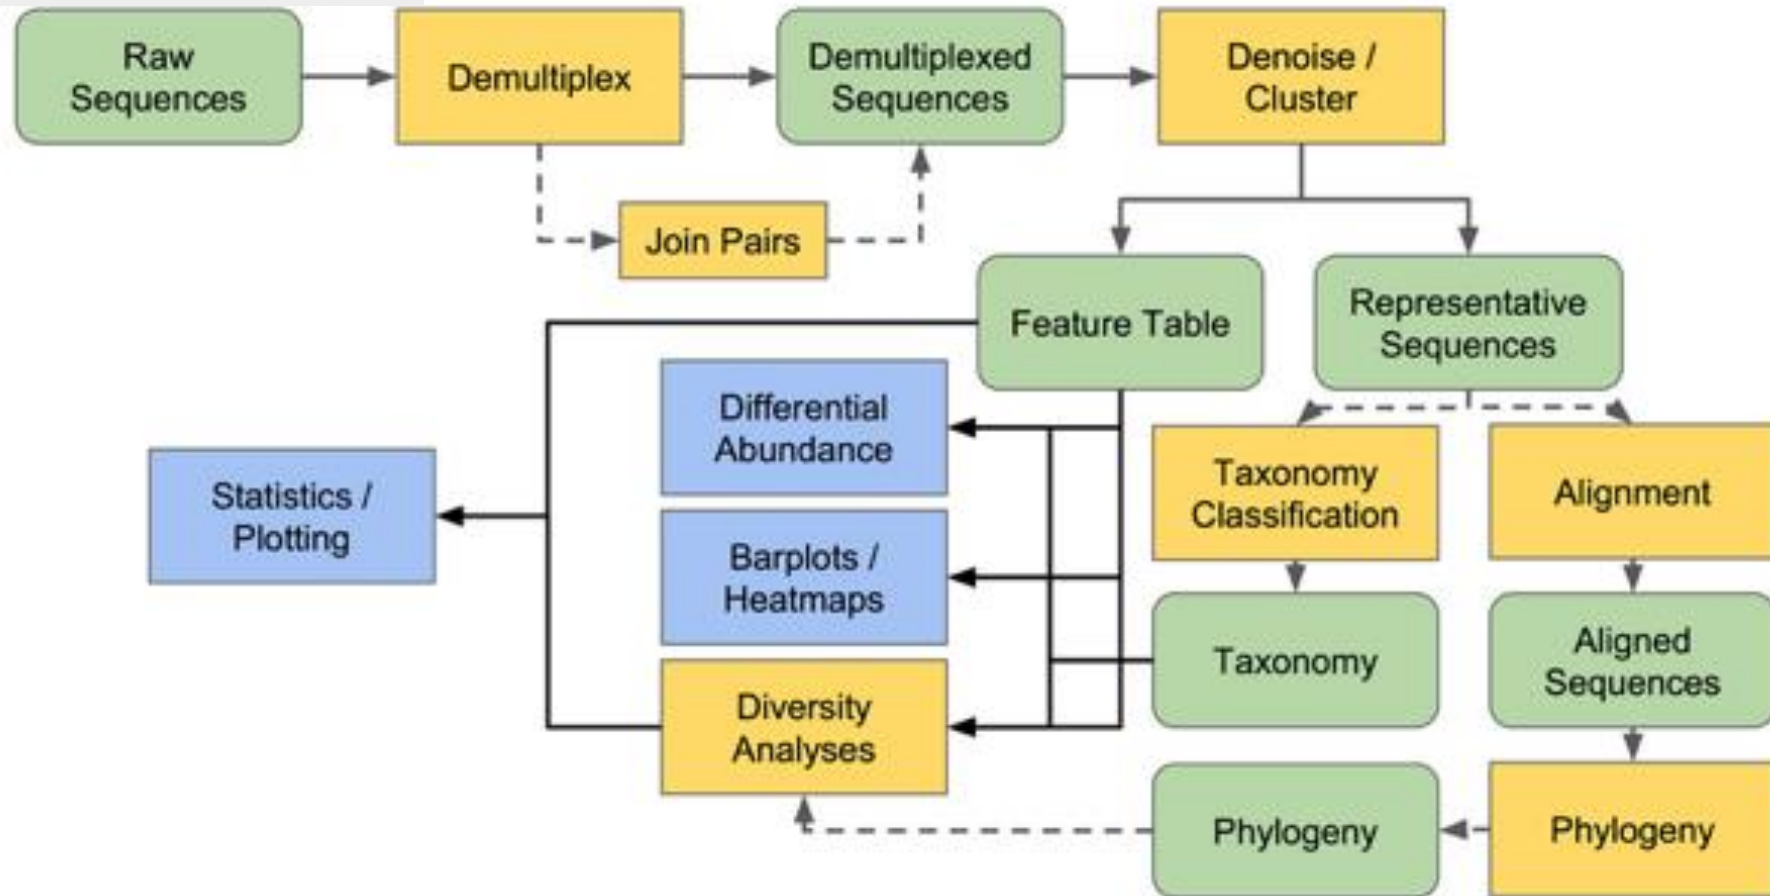 Raw
Sequences
Demultiplex
Demultiplexed
Sequences
Denoise /
Cluster
Join Pairs
Feature Table
Representative
Sequences
Differential
Abundance
Taxonomy
Classification
Alignment
Statistics /
Plotting
Barplots /
Heatmaps
Taxonomy
Aligned
Sequences
Diversity
Analyses
Phylogeny
Phylogeny